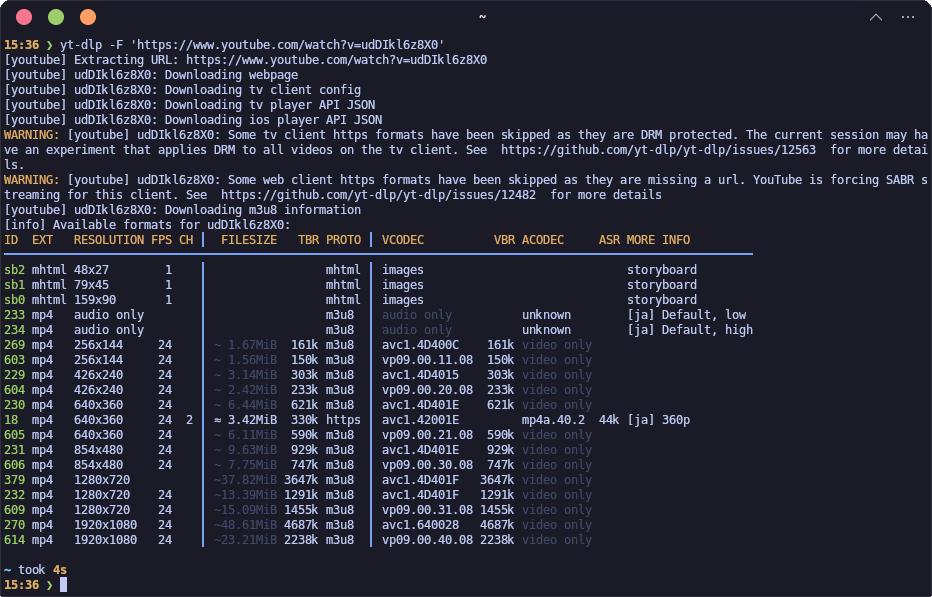 ~
15:36 ❯ yt-dlp -F 'https://www.youtube.com/watch?v=udDIkl6z8X0'
[youtube] Extracting URL: https://www.youtube.com/watch?v=udDIkl6z8X0
[youtube] udDIkl6z8X0: Downloading webpage
[youtube] udDIkl6z8X0: Downloading tv client config
[youtube] udDIkl6z8X0: Downloading tv player API JSON
[youtube] udDIkl6z8X0: Downloading ios player API JSON
WARNING: [youtube] udDIkl6z8X0: Some tv client https formats have been skipped as they are DRM protected. The current session may ha
ve an experiment that applies DRM to all videos on the tv client. See  https://github.com/yt-dlp/yt-dlp/issues/12563  for more detai
ls.
WARNING: [youtube] udDIkl6z8X0: Some web client https formats have been skipped as they are missing a url. YouTube is forcing SABR s
treaming for this client. See  https://github.com/yt-dlp/yt-dlp/issues/12482  for more details
[youtube] udDIkl6z8X0: Downloading m3u8 information
[info] Available formats for udDIkl6z8X0:
ID  EXT   RESOLUTION FPS CH │  FILESIZE   TBR PROTO │ VCODEC          VBR ACODEC     ASR MORE INFO
sb2 mhtml 48x27        1    │                 mhtml │ images                             storyboard
sb1 mhtml 79x45        1    │                 mhtml │ images                             storyboard
sb0 mhtml 159x90       1    │                 mhtml │ images                             storyboard
233 mp4   audio only        │                 m3u8  │ audio only          unknown        [ja] Default, low
234 mp4   audio only        │                 m3u8  │ audio only          unknown        [ja] Default, high
269 mp4   256x144     24    │ ~ 1.67MiB  161k m3u8  │ avc1.4D400C    161k video only
603 mp4   256x144     24    │ ~ 1.56MiB  150k m3u8  │ vp09.00.11.08  150k video only
229 mp4   426x240     24    │ ~ 3.14MiB  303k m3u8  │ avc1.4D4015    303k video only
604 mp4   426x240     24    │ ~ 2.42MiB  233k m3u8  │ vp09.00.20.08  233k video only
230 mp4   640x360     24    │ ~ 6.44MiB  621k m3u8  │ avc1.4D401E    621k video only
18  mp4   640x360     24  2 │ ≈ 3.42MiB  330k https │ avc1.42001E         mp4a.40.2  44k [ja] 360p
605 mp4   640x360     24    │ ~ 6.11MiB  590k m3u8  │ vp09.00.21.08  590k video only
231 mp4   854x480     24    │ ~ 9.63MiB  929k m3u8  │ avc1.4D401E    929k video only
606 mp4   854x480     24    │ ~ 7.75MiB  747k m3u8  │ vp09.00.30.08  747k video only
379 mp4   1280x720          │ ~37.82MiB 3647k m3u8  │ avc1.4D401F   3647k video only
232 mp4   1280x720    24    │ ~13.39MiB 1291k m3u8  │ avc1.4D401F   1291k video only
609 mp4   1280x720    24    │ ~15.09MiB 1455k m3u8  │ vp09.00.31.08 1455k video only
270 mp4   1920x1080   24    │ ~48.61MiB 4687k m3u8  │ avc1.640028   4687k video only
614 mp4   1920x1080   24    │ ~23.21MiB 2238k m3u8  │ vp09.00.40.08 2238k video only
~ took 4s
15:36 ❯